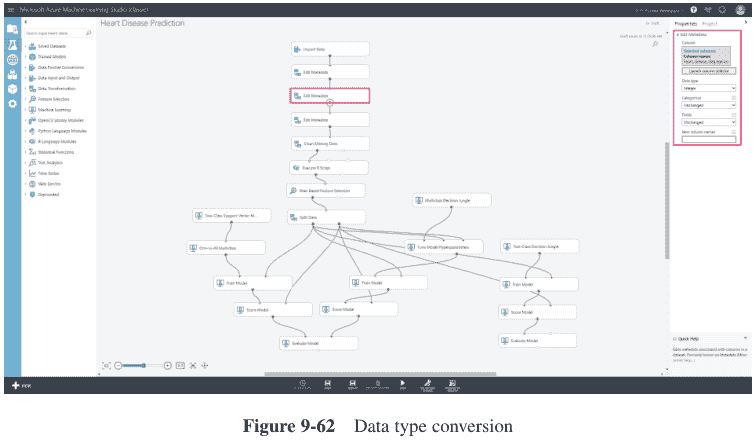 Microsoft Azure Machine Learning Studio (classic)
Heart Disease Prediction
Properties Project
Saved Datasets
Trained Models
Data Format Conversions
Data Input and Output
Data Transformation
Feature Selection
Machine Learning
OpenCV Library Modules
Python Language Modules
R Language Modules
Statistical Functions
Text Analytics
Time Series
Web Service
Deprecated
Import Data
Edit Metadata
Edit Metadata
Edit Metadata
Clean Missing Data
Execute R Script
Filter Based Feature Selection
Split Data
Multiclass Decision Jungle
Two-Class Support Vector M...
One-vs-All Multiclass
Tune Model Hyperparameters
Two-Class Decision Jungle
Train Model
Train Model
Train Model
Score Model
Score Model
Score Model
Evaluate Model
Evaluate Model
Edit Metadata
Column
Selected columns:
Column names:
Launch column selector
Data type
Integer
Categorical
Unchanged
Fields
Unchanged
New column names
Quick Help
NEW
Figure 9-62 Data type conversion